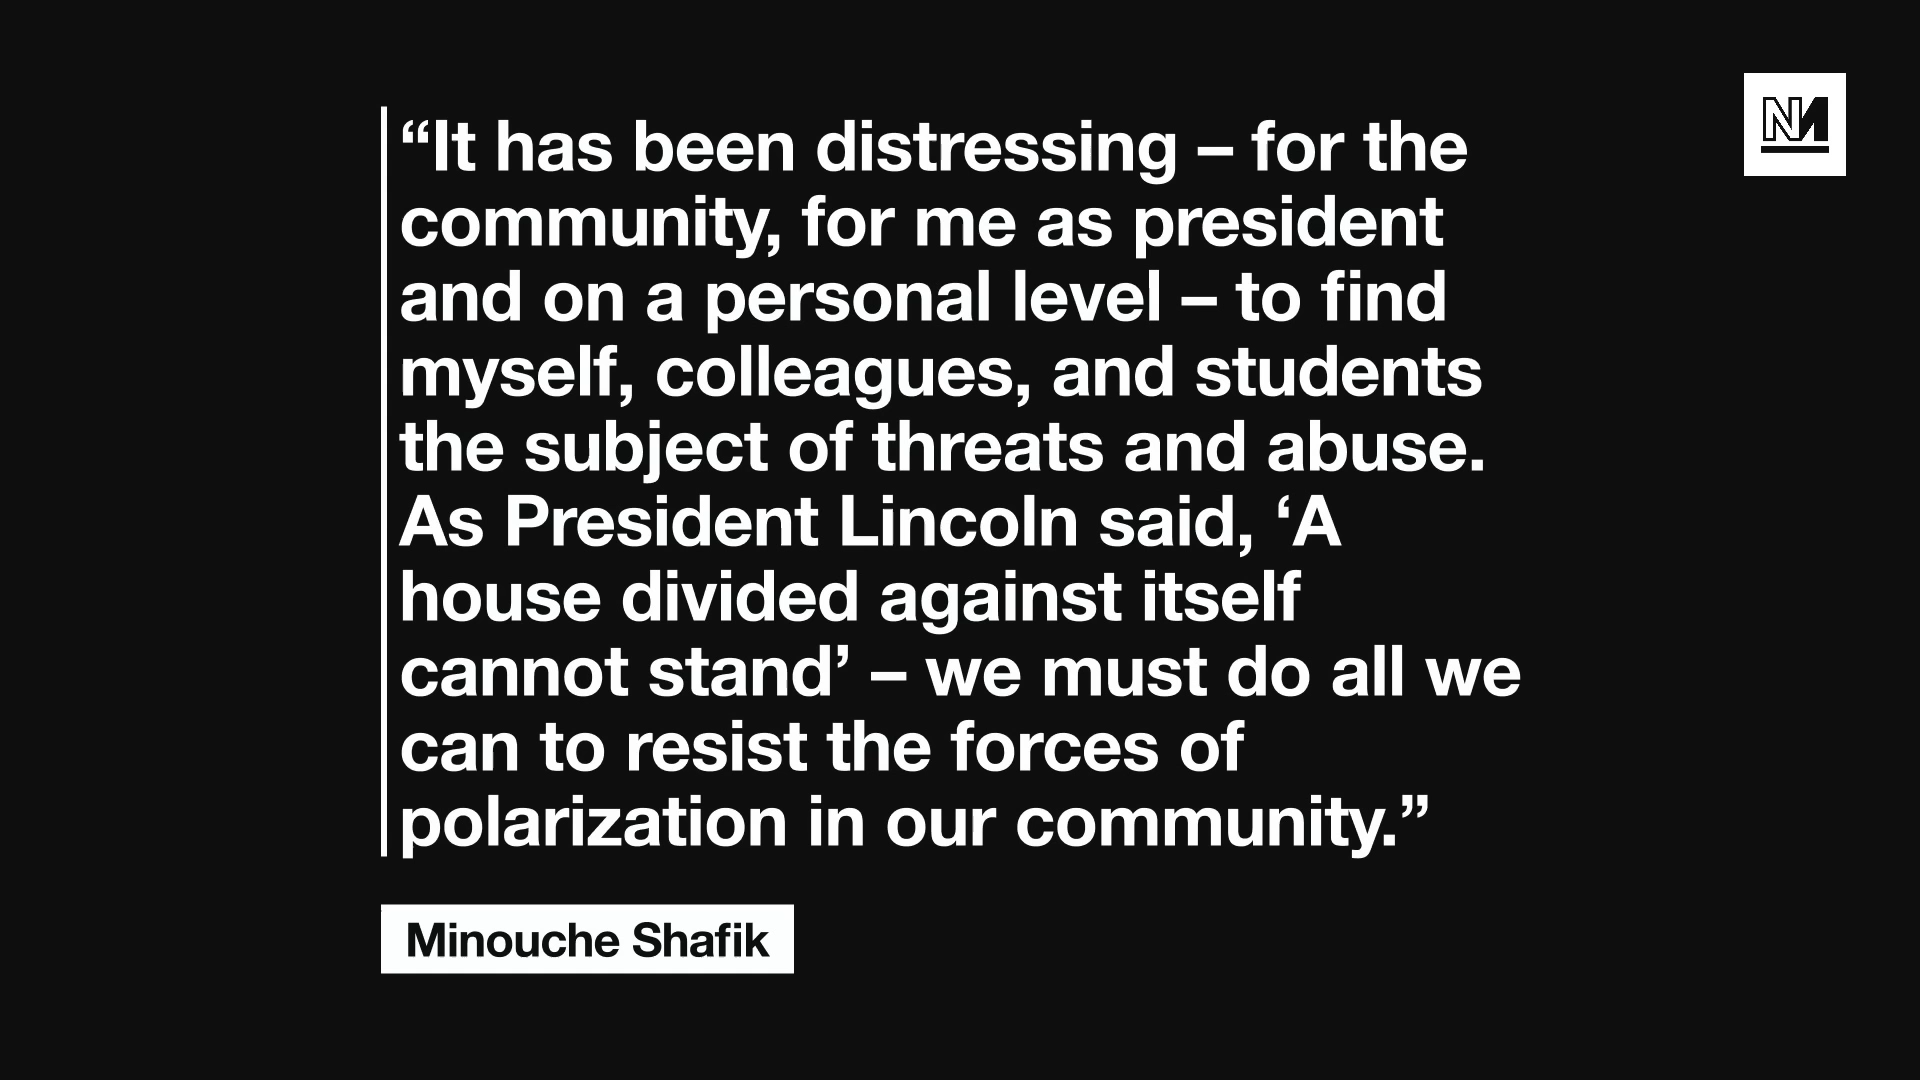 “It has been distressing – for the
community, for me as president
and on a personal level – to find
myself, colleagues, and students
the subject of threats and abuse.
As President Lincoln said, ‘A
house divided against itself
cannot stand’ – we must do all we
can to resist the forces of
polarization in our community.”
Minouche Shafik
NM